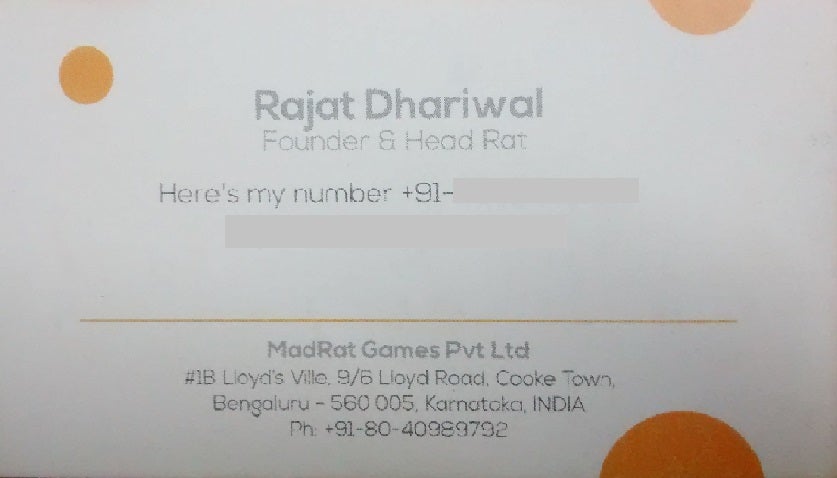 Rajat Dhariwal
Founder & Head Rat
Here's my number +91-
MadRat Games Pvt Ltd
#1B Lloyd's Ville, 9/6 Lloyd Road, Cooke Town,
Bengaluru - 560 005, Karnataka, INDIA
Ph: +91-80-40989792